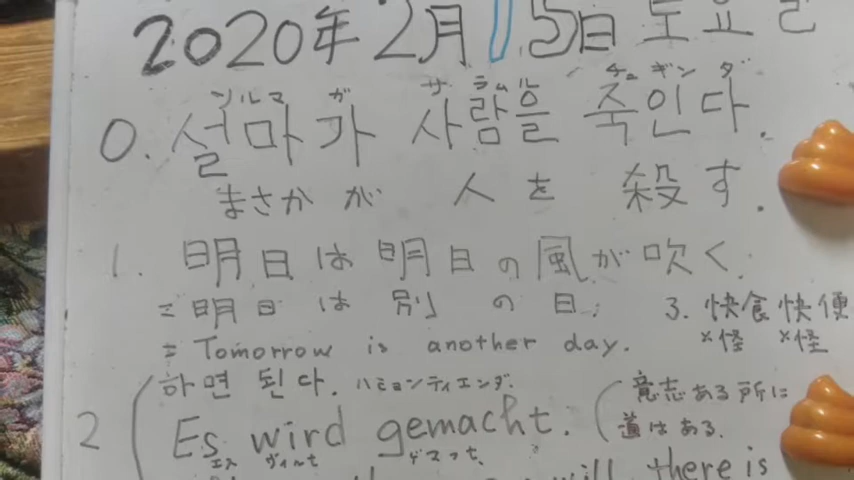 2020年2月15日 토요일
ソルマ ガ サラムル チュギンダ
0. 설마가 사람을 죽인다.
まさかが 人を 殺す.
1. 明日は明日の風が吹く.
=明日は別の日.
=Tomorrow is another day.
3. 快食快便
×怪 ×怪
2 하면 된다. ハミョンティエンダ.
Es wird gemacht.
エス ヴィルト ゲマつて
意志ある所に
道はある.
will, there is